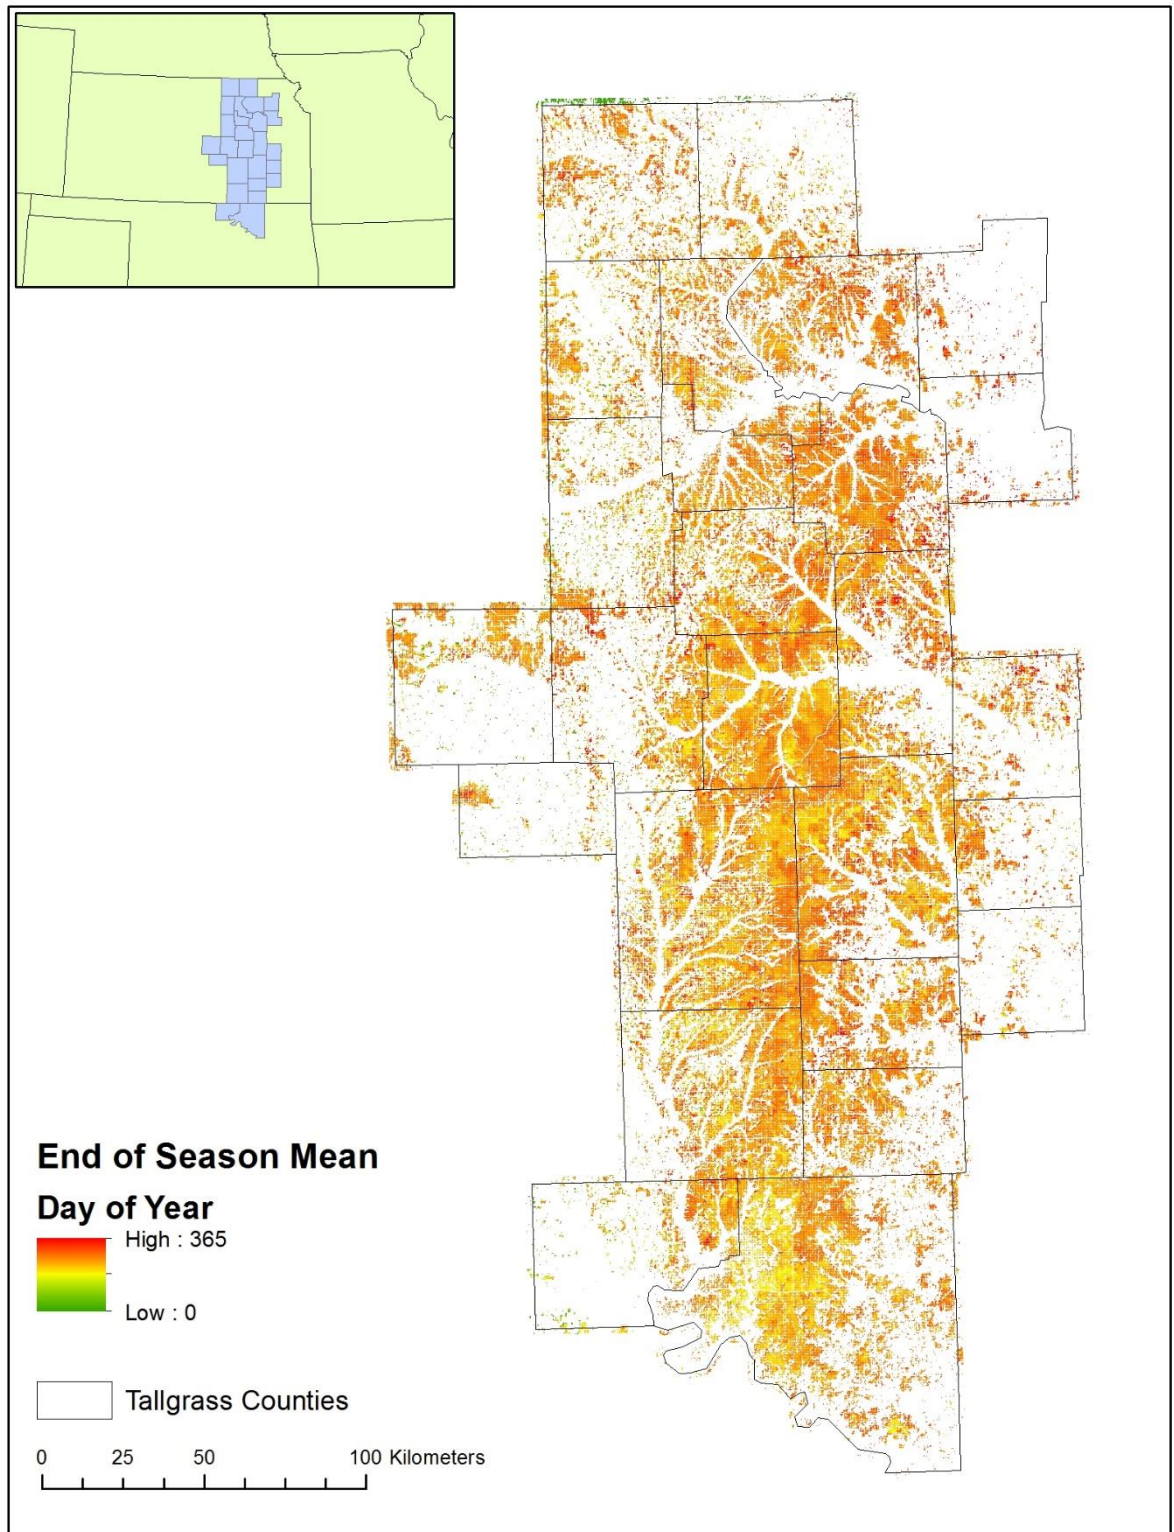 End of Season Mean
Day of Year
High : 365
Low : 0
Tallgrass Counties
0 25 50 100 Kilometers